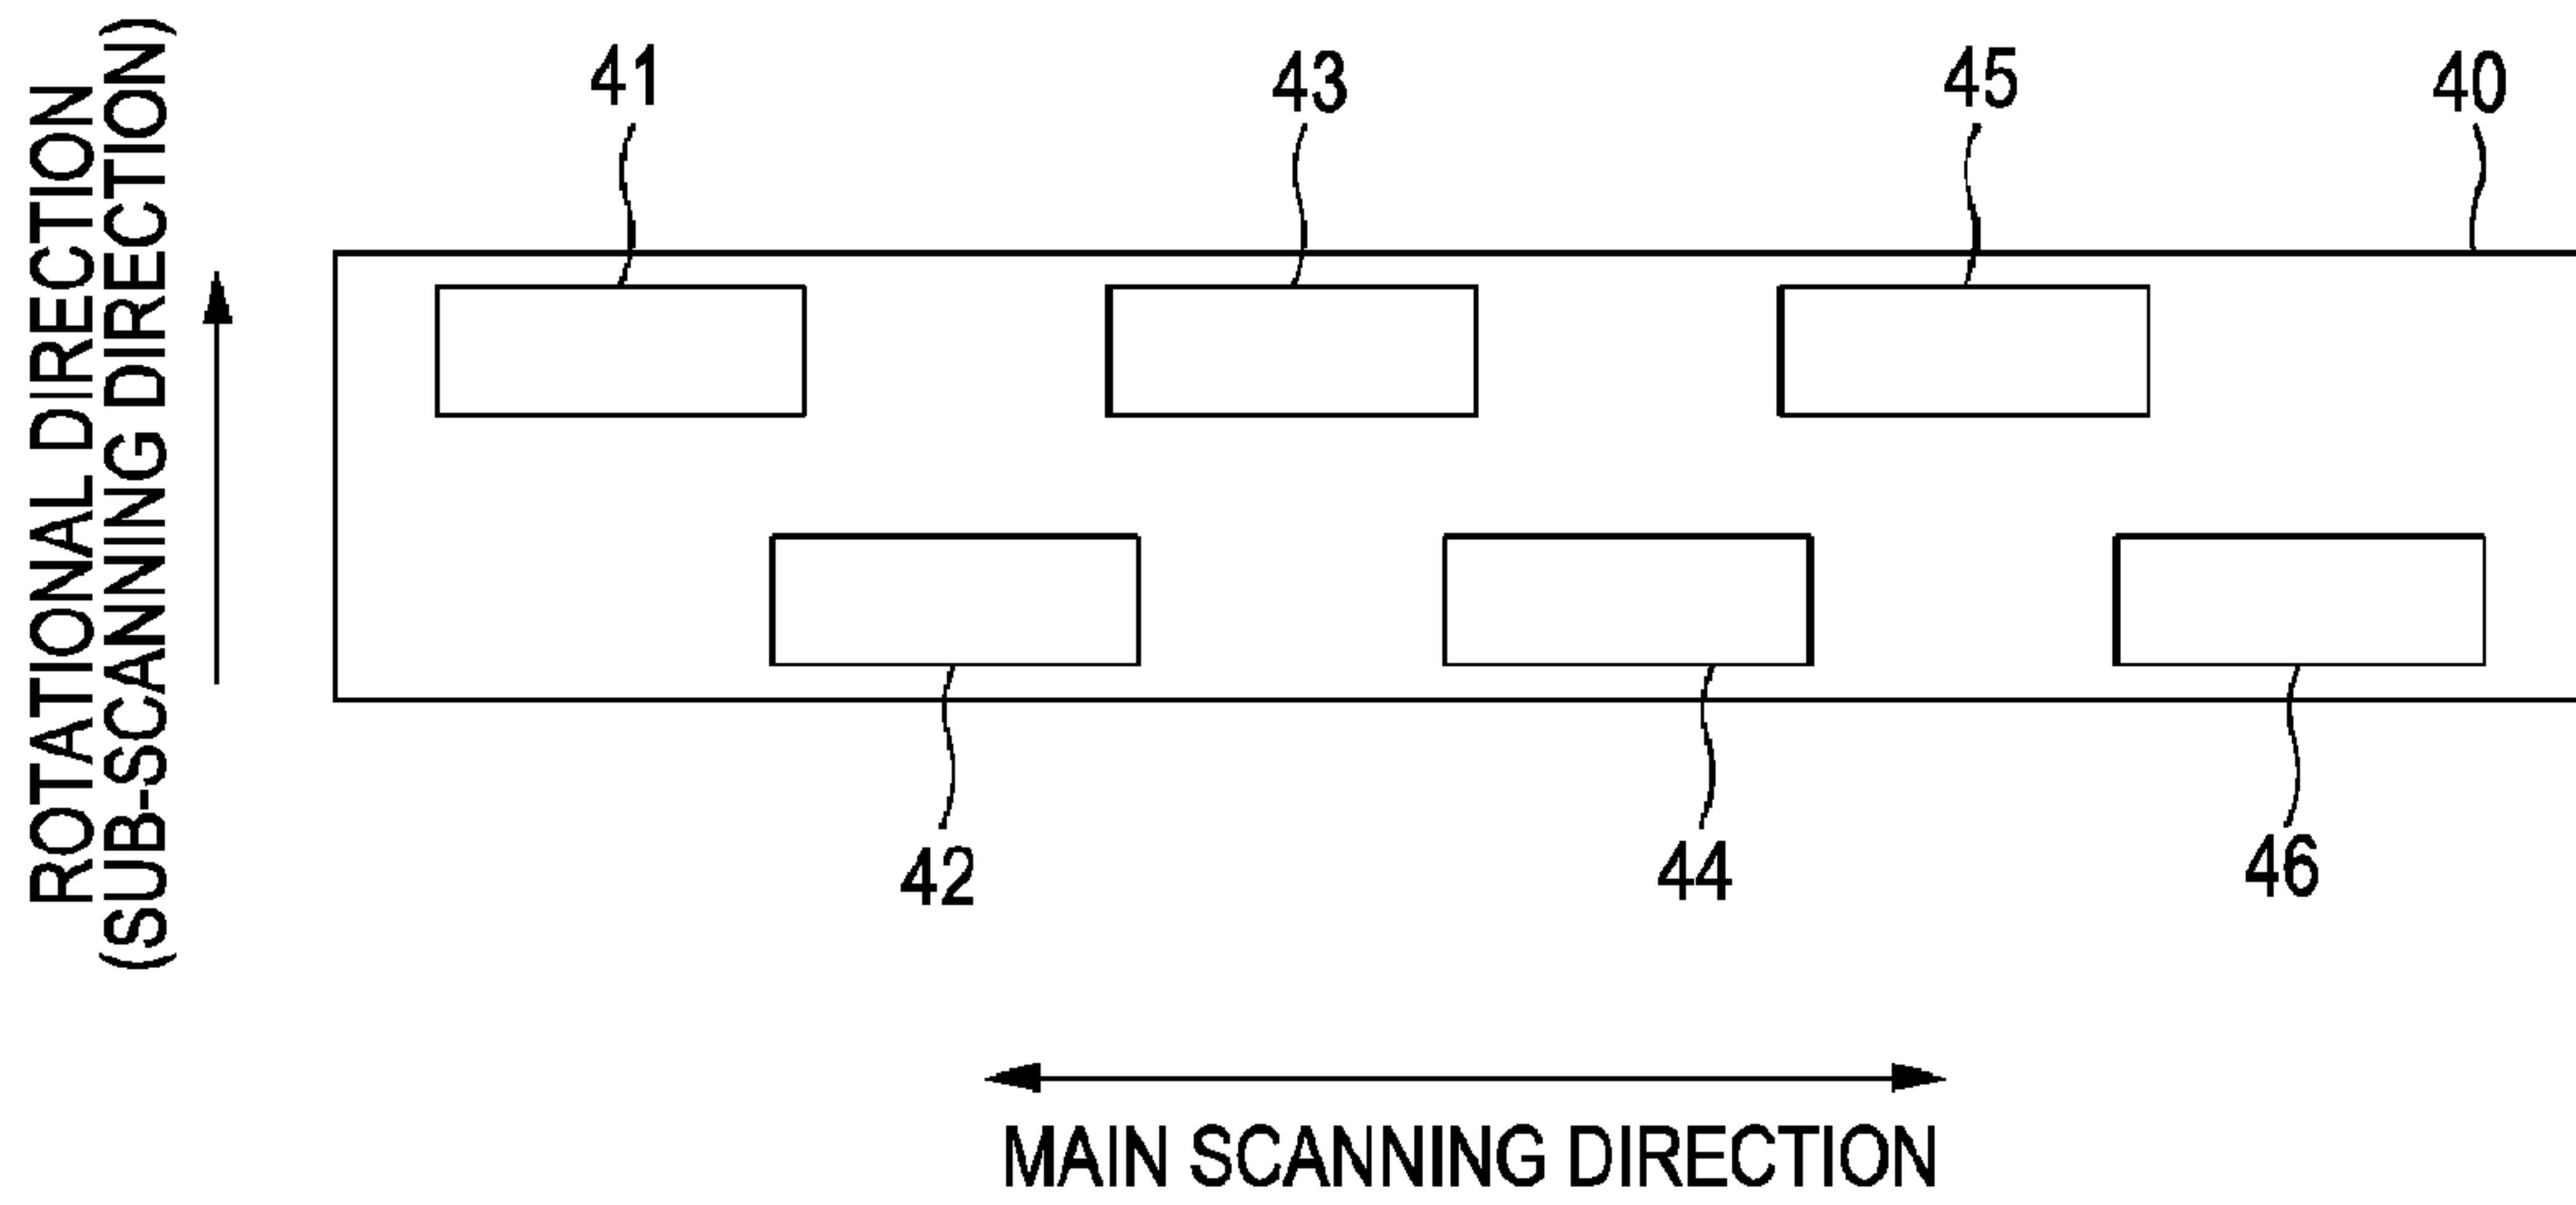 ROTATIONAL DIRECTION
(SUB-SCANNING DIRECTION)
41
43
45
40
42
44
46
MAIN SCANNING DIRECTION